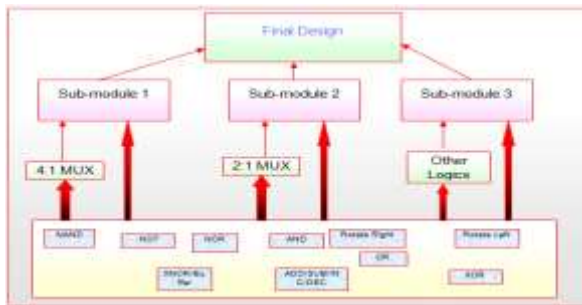 Final Design
Sub-module 1
Sub-module 2
Sub-module 3
4:1 MUX
2:1 MUX
Other
Logics
NAND
NOT
NOR
AND
Rotate Right
Rotate Left
OR
ADD/SUB/IN
C/DEC
XOR